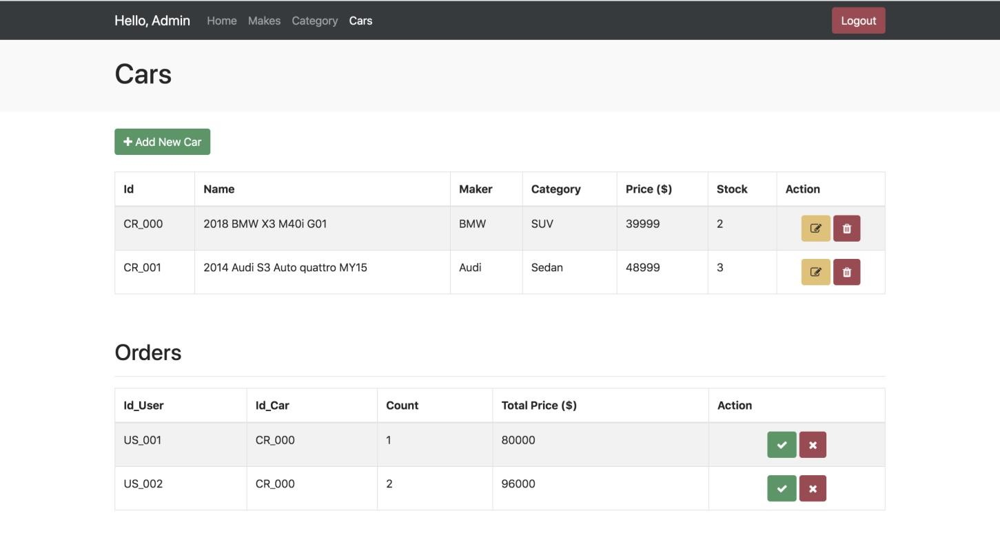 Hello, Admin Home Makes Category Cars Logout
Cars
Add New Car
Id Name Maker Category Price ($) Stock Action
CR_000 2018 BMW X3 M40i G01 BMW SUV 39999 2
CR_001 2014 Audi S3 Auto quattro MY15 Audi Sedan 48999 3
Orders
Id_User Id_Car Count Total Price ($) Action
US_001 CR_000 1 80000
US_002 CR_000 2 96000